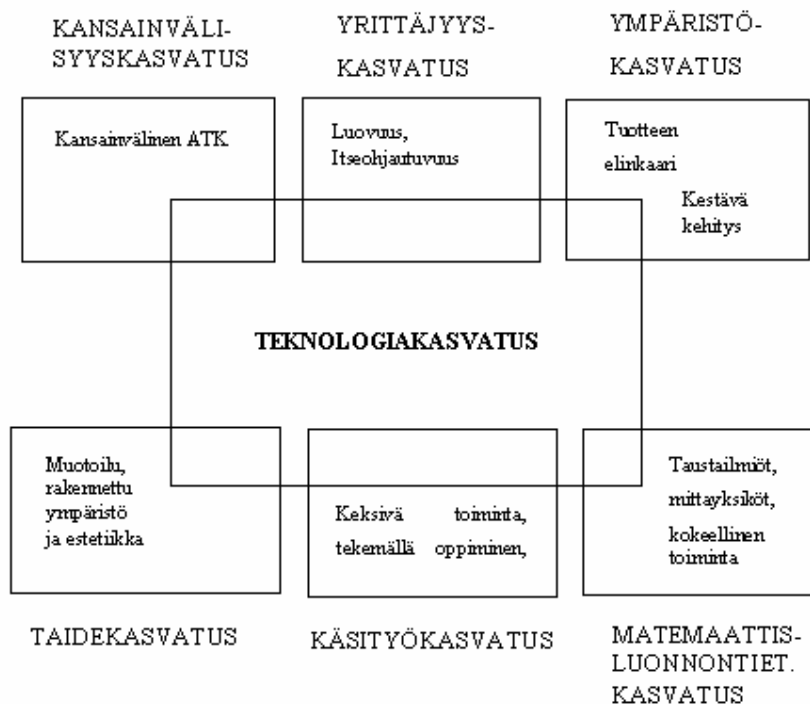 KANSAINVÄLI-
SYYSKASVATUS
YRITTÄJYYS-
KASVATUS
YMPÄRISTÖ-
KASVATUS
Kansainvälinen ATK
Luovuus,
Itseohjautuvuus
Tuotteen
elinkaari
Kestävä
kehitys
TEKNOLOGIAKASVATUS
Muotoilu,
rakennettu
ympäristö
ja estetiikka
Keksivä toiminta,
tekemällä oppiminen,
Taustailmiöt,
mittayksiköt,
kokeellinen
toiminta
TAIDEKASVATUS
KÄSITYÖKASVATUS
MATEMAATTIS-
LUONNONTIET.
KASVATUS